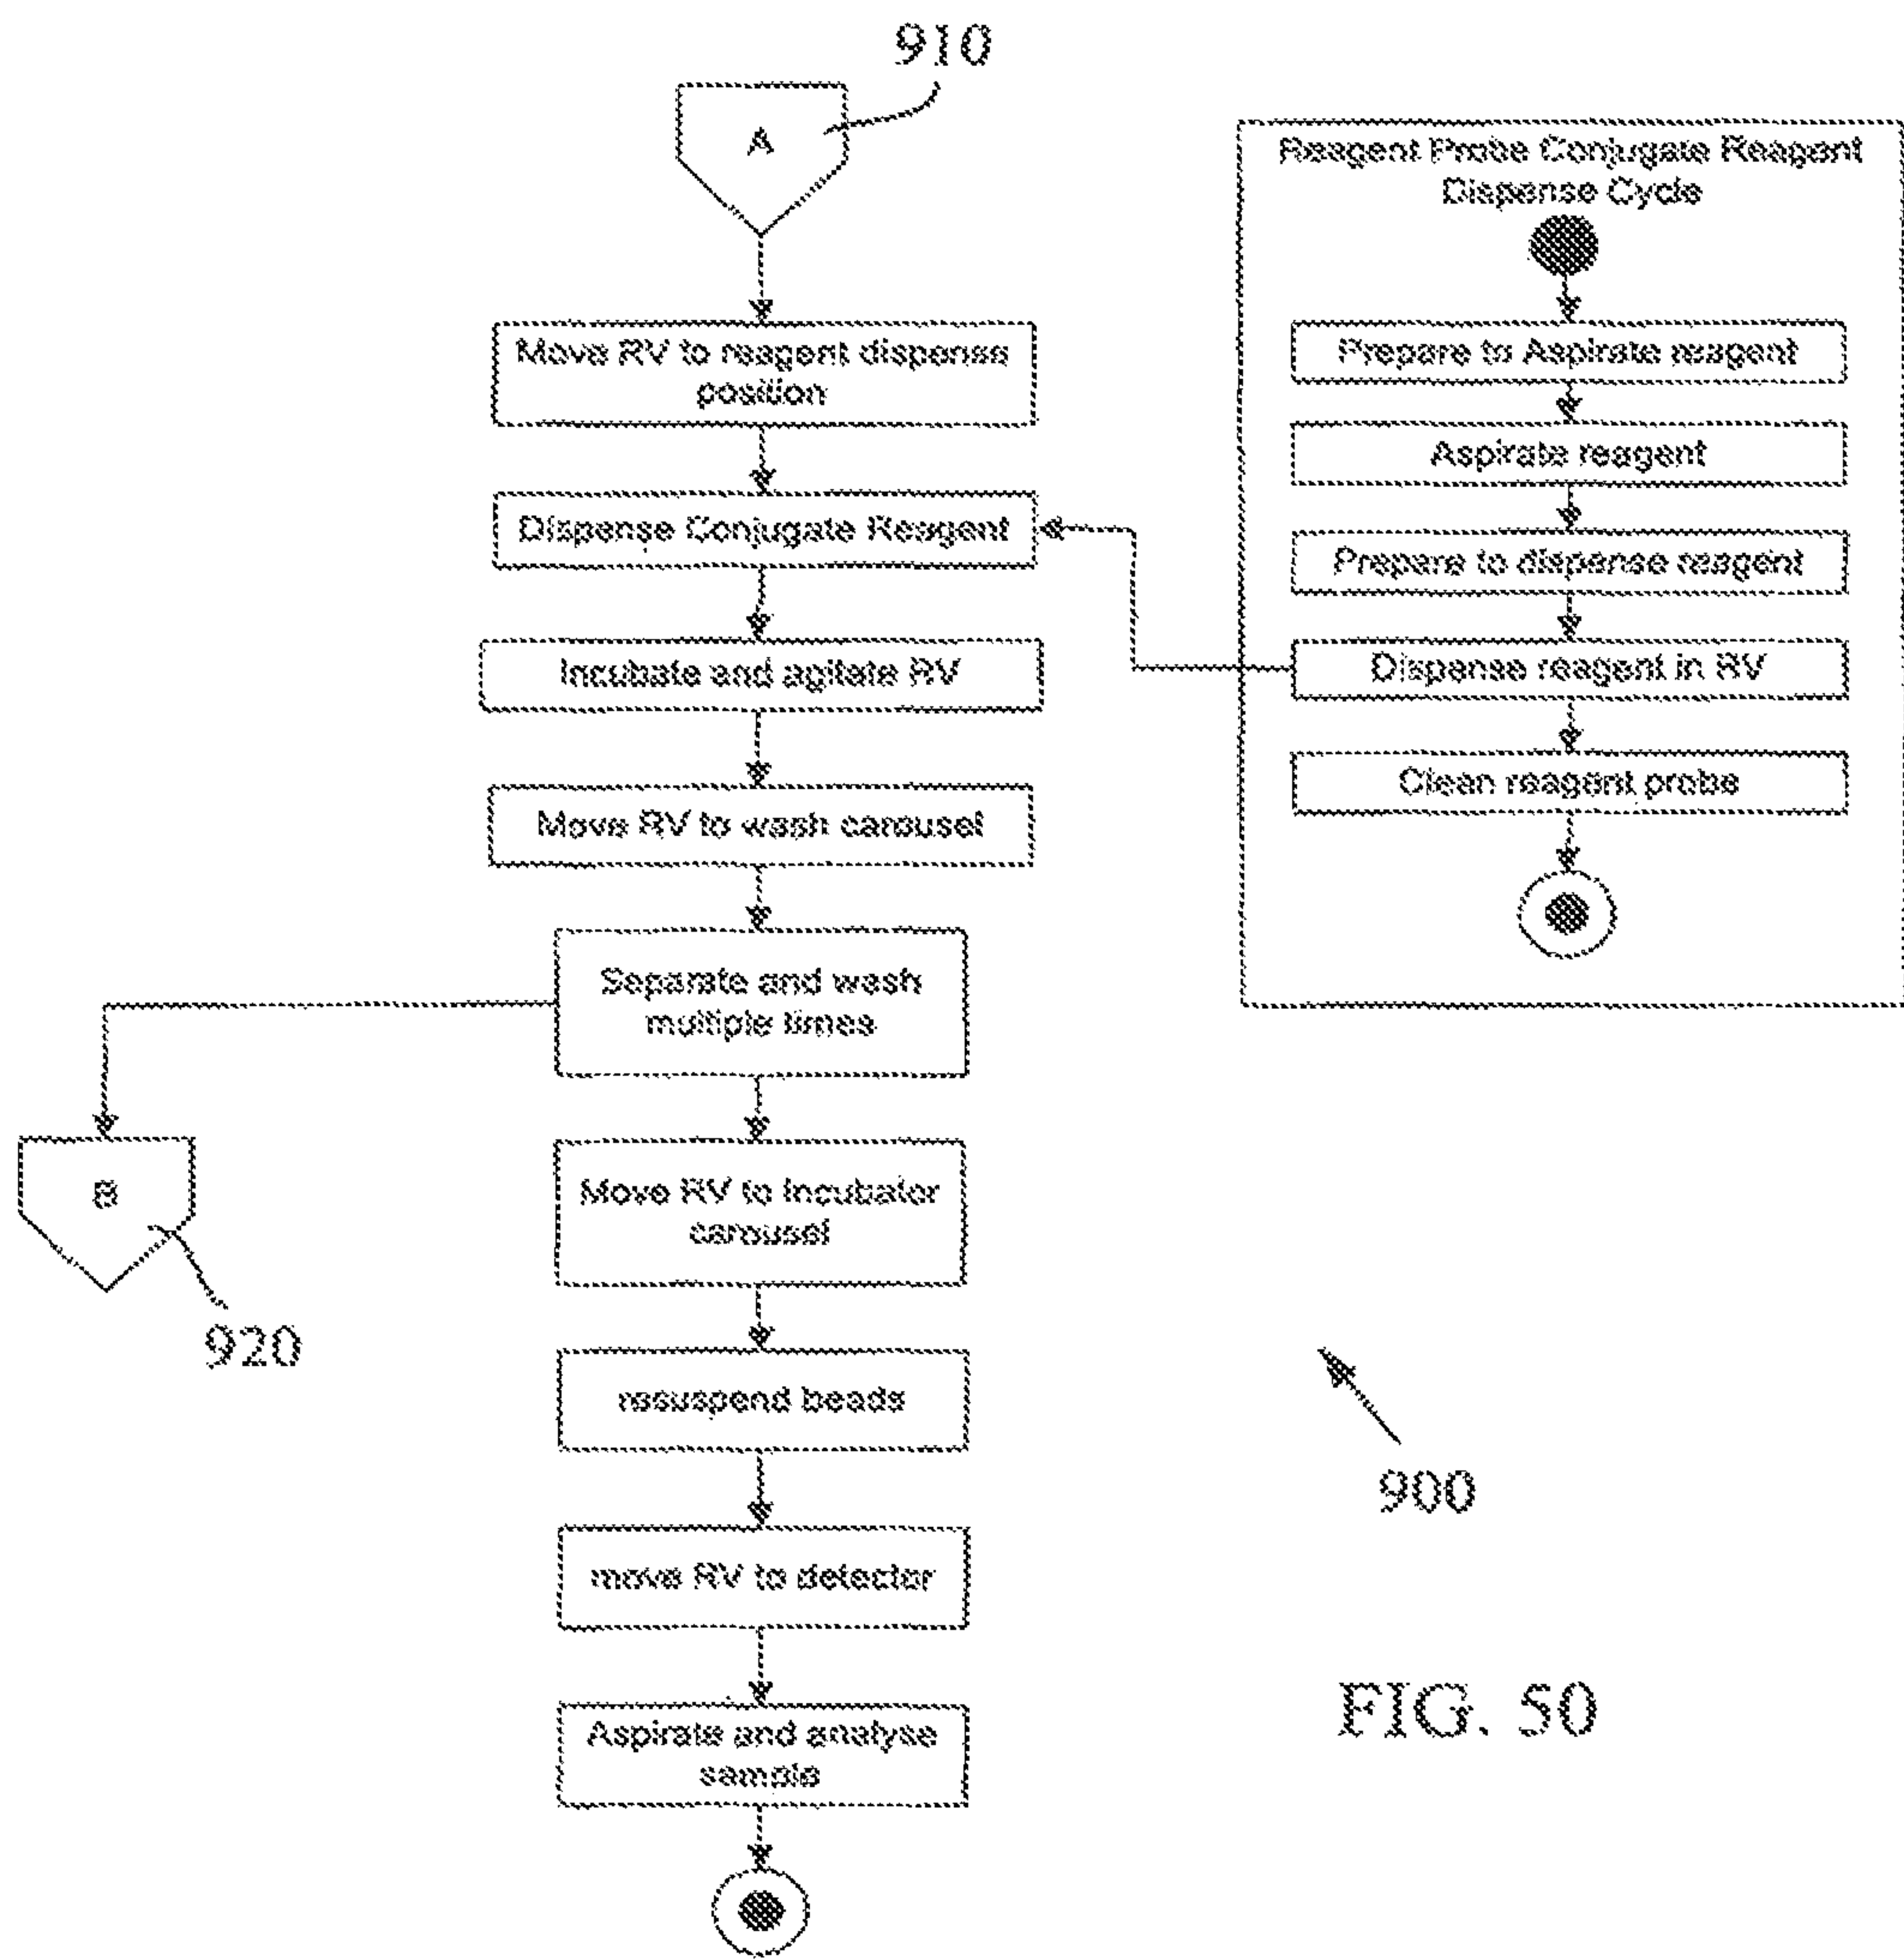 910
A
Reagent Probe Conjugate Reagent
Dispense Cycle
Move RV to reagent dispense
position
Dispense Conjugate Reagent
Incubate and agitate RV
Move RV to wash carousel
Separate and wash
multiple times
B
920
Move RV to Incubator
carousel
resuspend beads
move RV to detector
Aspirate and analyse
sample
Prepare to Aspirate reagent
Aspirate reagent
Prepare to dispense reagent
Dispense reagent in RV
Clean reagent probe
900
FIG. 50